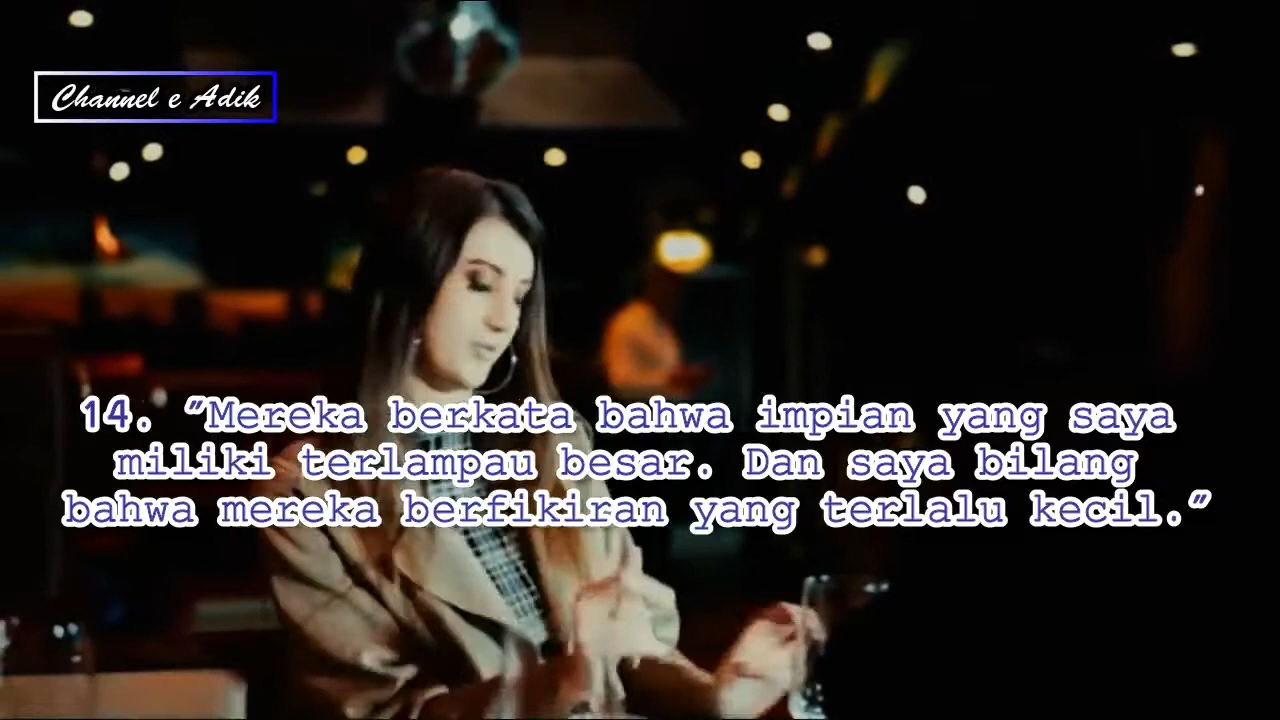 Channel e Adik
14. "Mereka berkata bahwa impian yang saya
miliki terlampau besar. Dan saya bilang
bahwa mereka berfikiran yang terlalu kecil."